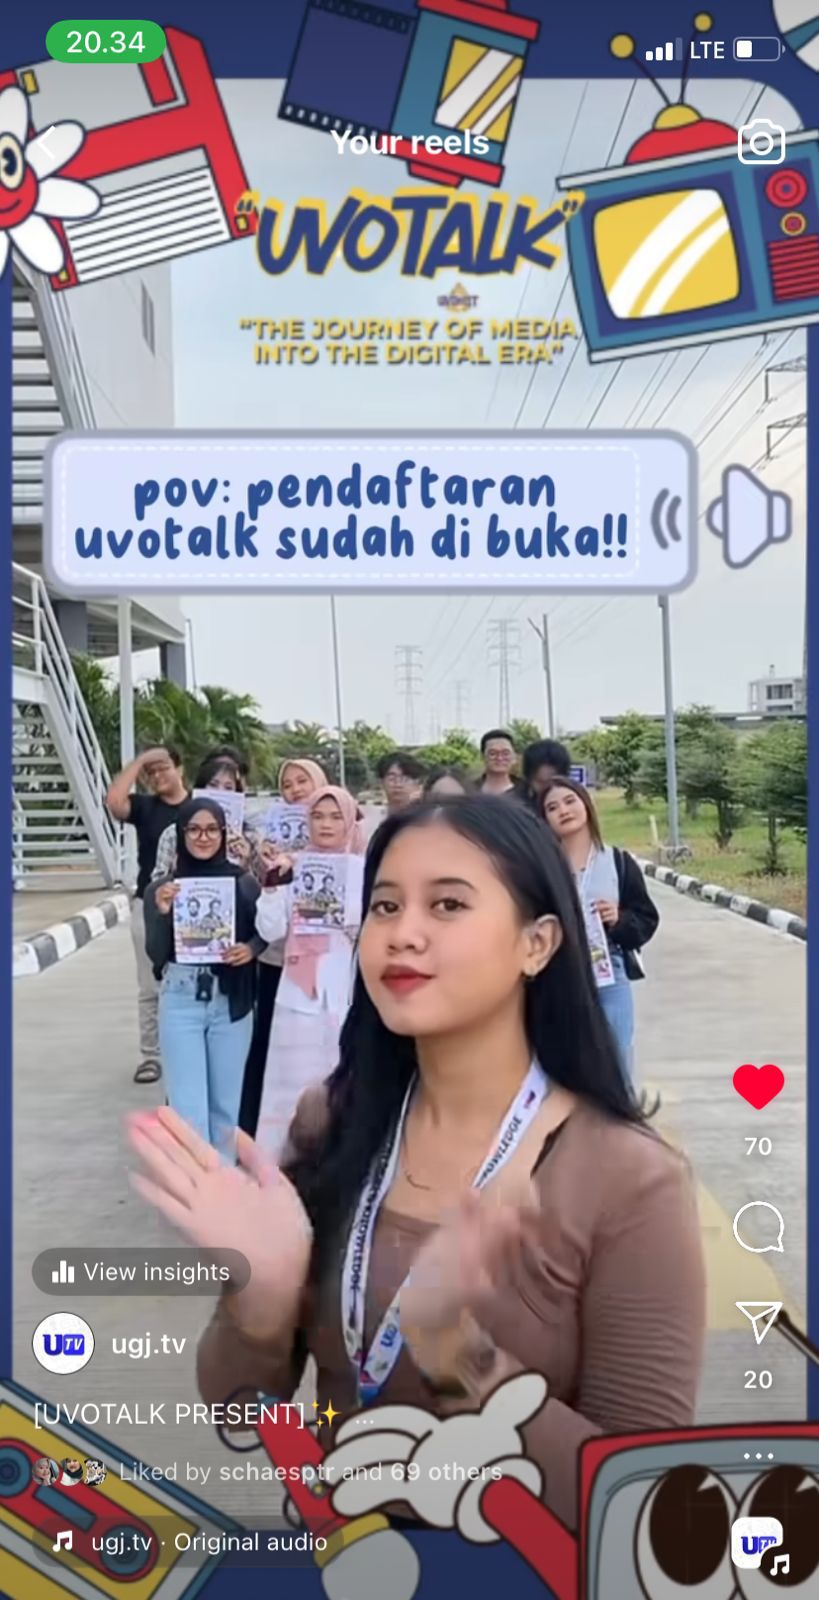 20.34
LTE
Your reels
"UVOTALK"
"THE JOURNEY OF MEDIA
INTO THE DIGITAL ERA"
pov: pendaftaran
uvotalk sudah di buka!!
70
View insights
UTV
ugj.tv
20
[UVOTALK PRESENT]✨ ...
Liked by schaesptr and 69 others
ugj.tv · Original audio